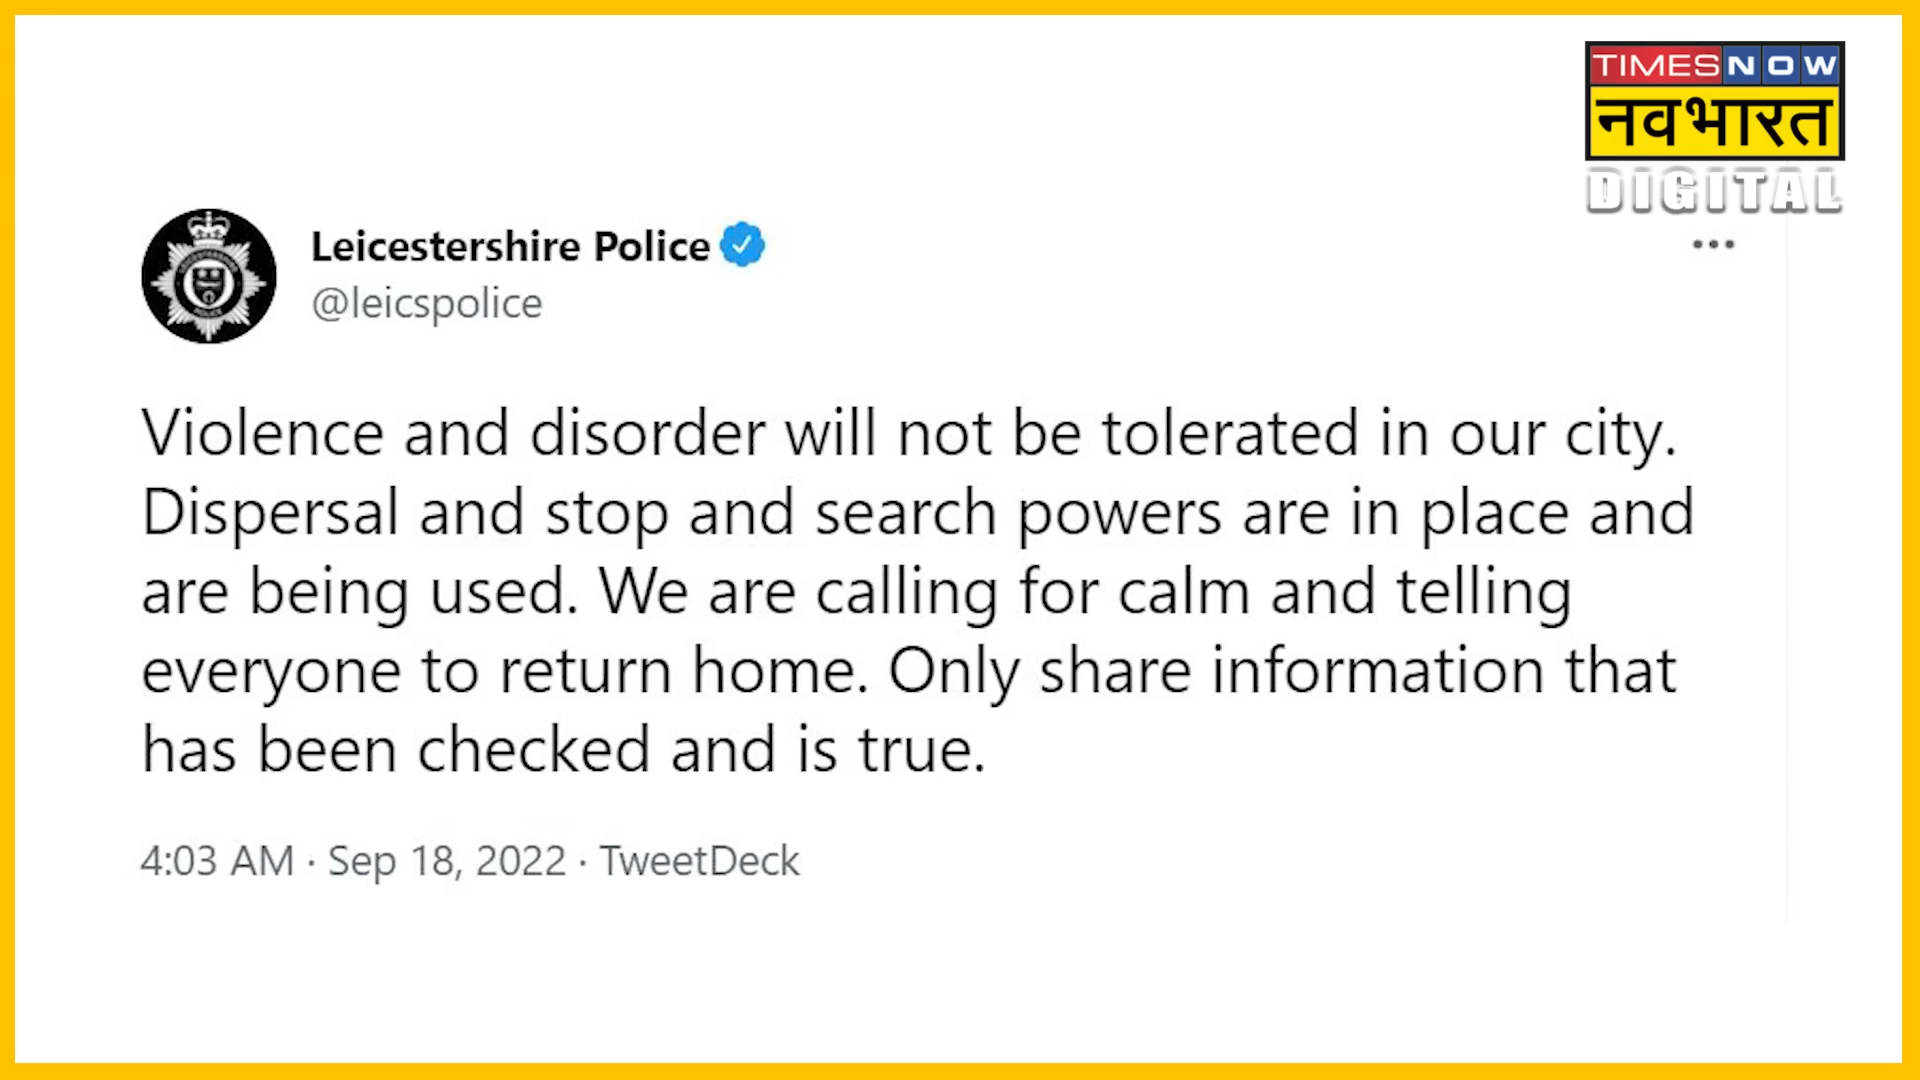 TIMES NOW
नवभारत
DIGITAL
Leicestershire Police
@leicspolice
Violence and disorder will not be tolerated in our city.
Dispersal and stop and search powers are in place and
are being used. We are calling for calm and telling
everyone to return home. Only share information that
has been checked and is true.
4:03 AM · Sep 18, 2022 · TweetDeck